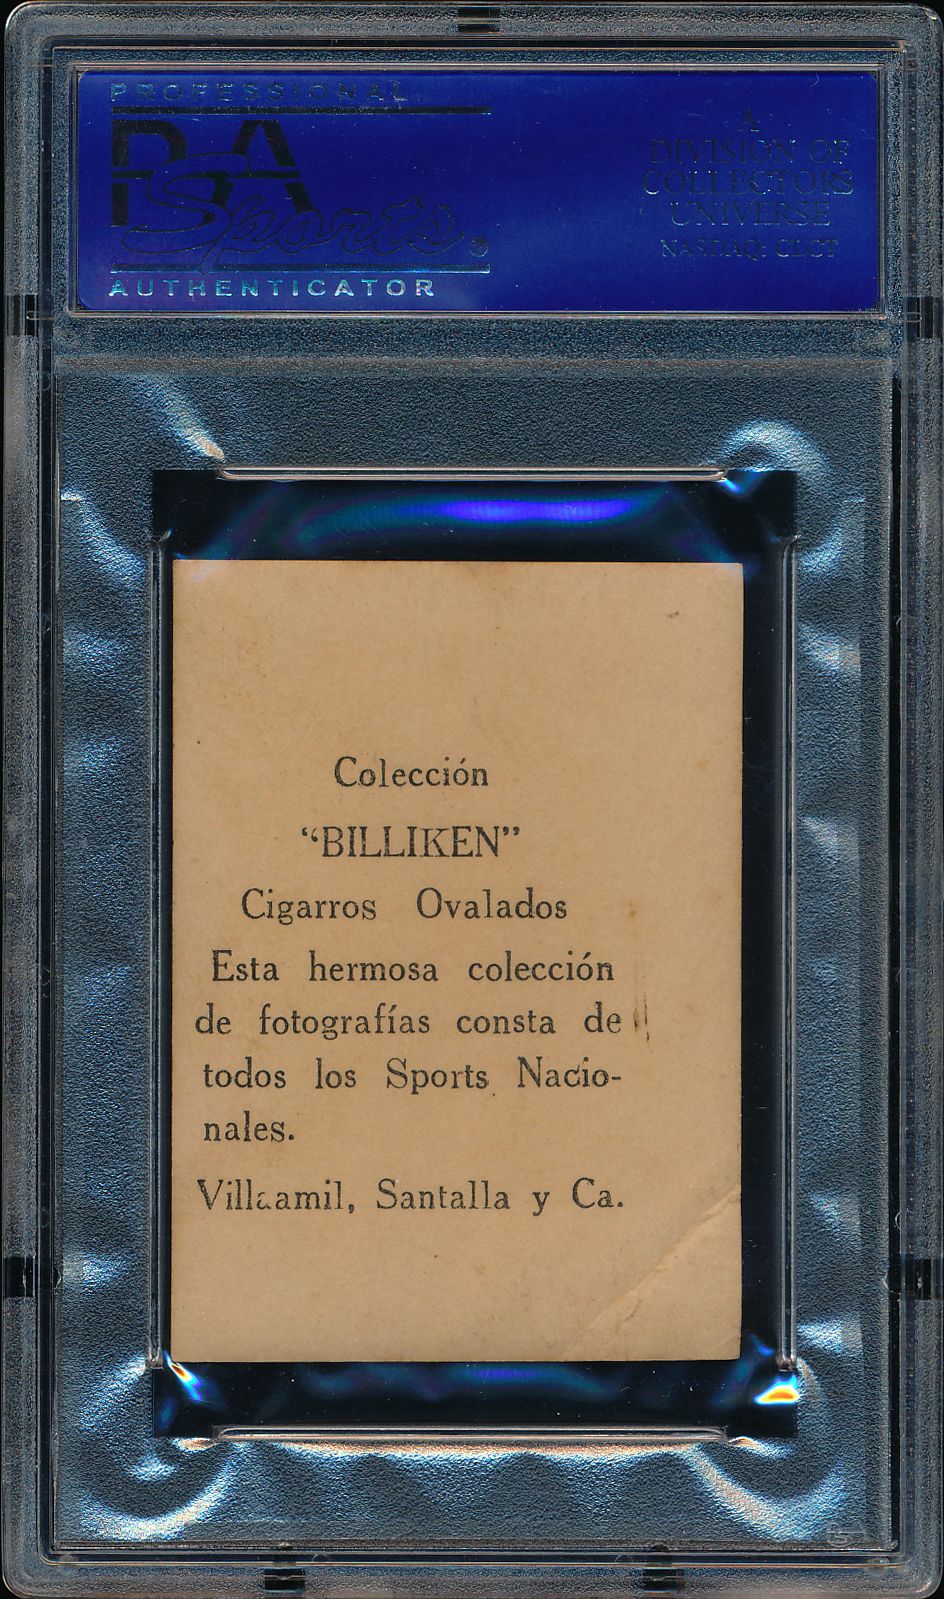 PROFESSIONAL
PSA
Sports®
AUTHENTICATOR
A
DIVISION OF
COLLECTORS
UNIVERSE
NASDAQ: CLCT
Colección
“BILLIKEN”
Cigarros Ovalados
Esta hermosa colección
de fotografías consta de
todos los Sports Nacio-
nales.
Villaamil, Santalla y Ca.
PSA